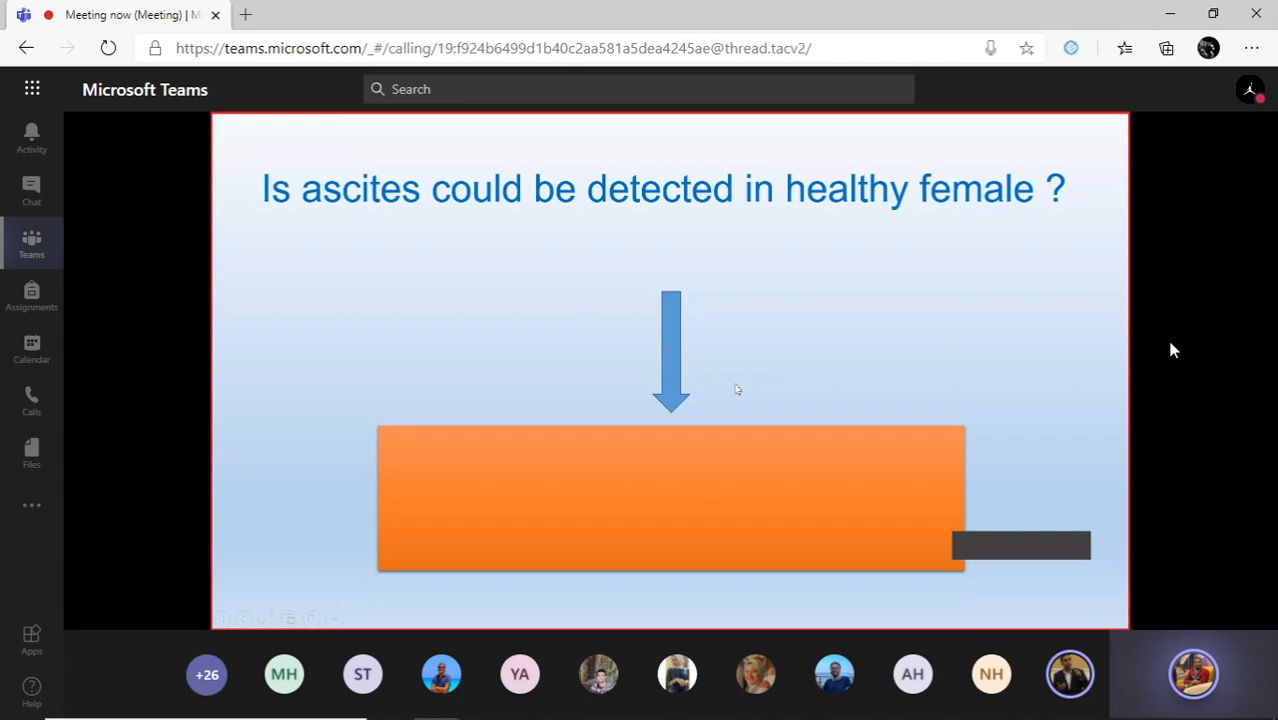 Meeting now (Meeting) | M
https://teams.microsoft.com/_#/calling/19:f924b6499d1b40c2aa581a5dea4245ae@thread.tacv2/
Microsoft Teams
Search
Activity
Chat
Teams
Assignments
Calendar
Calls
Files
Apps
Help
Is ascites could be detected in healthy female ?
+26
MH
ST
YA
AH
NH